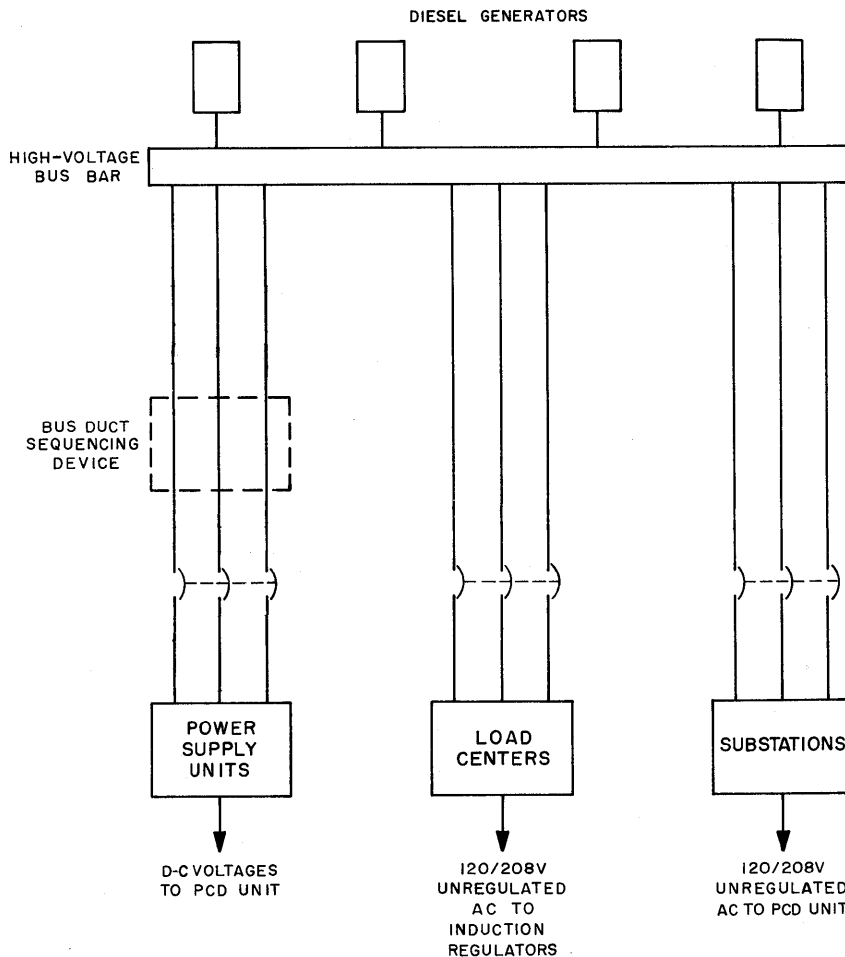 DIESEL GENERATORS
HIGH-VOLTAGE
BUS BAR
BUS DUCT
SEQUENCING
DEVICE
POWER
SUPPLY
UNITS
LOAD
CENTERS
SUBSTATIONS
D-C VOLTAGES
TO PCD UNIT
120/208V
UNREGULATED
AC TO
INDUCTION
REGULATORS
120/208V
UNREGULATED
AC TO PCD UNIT